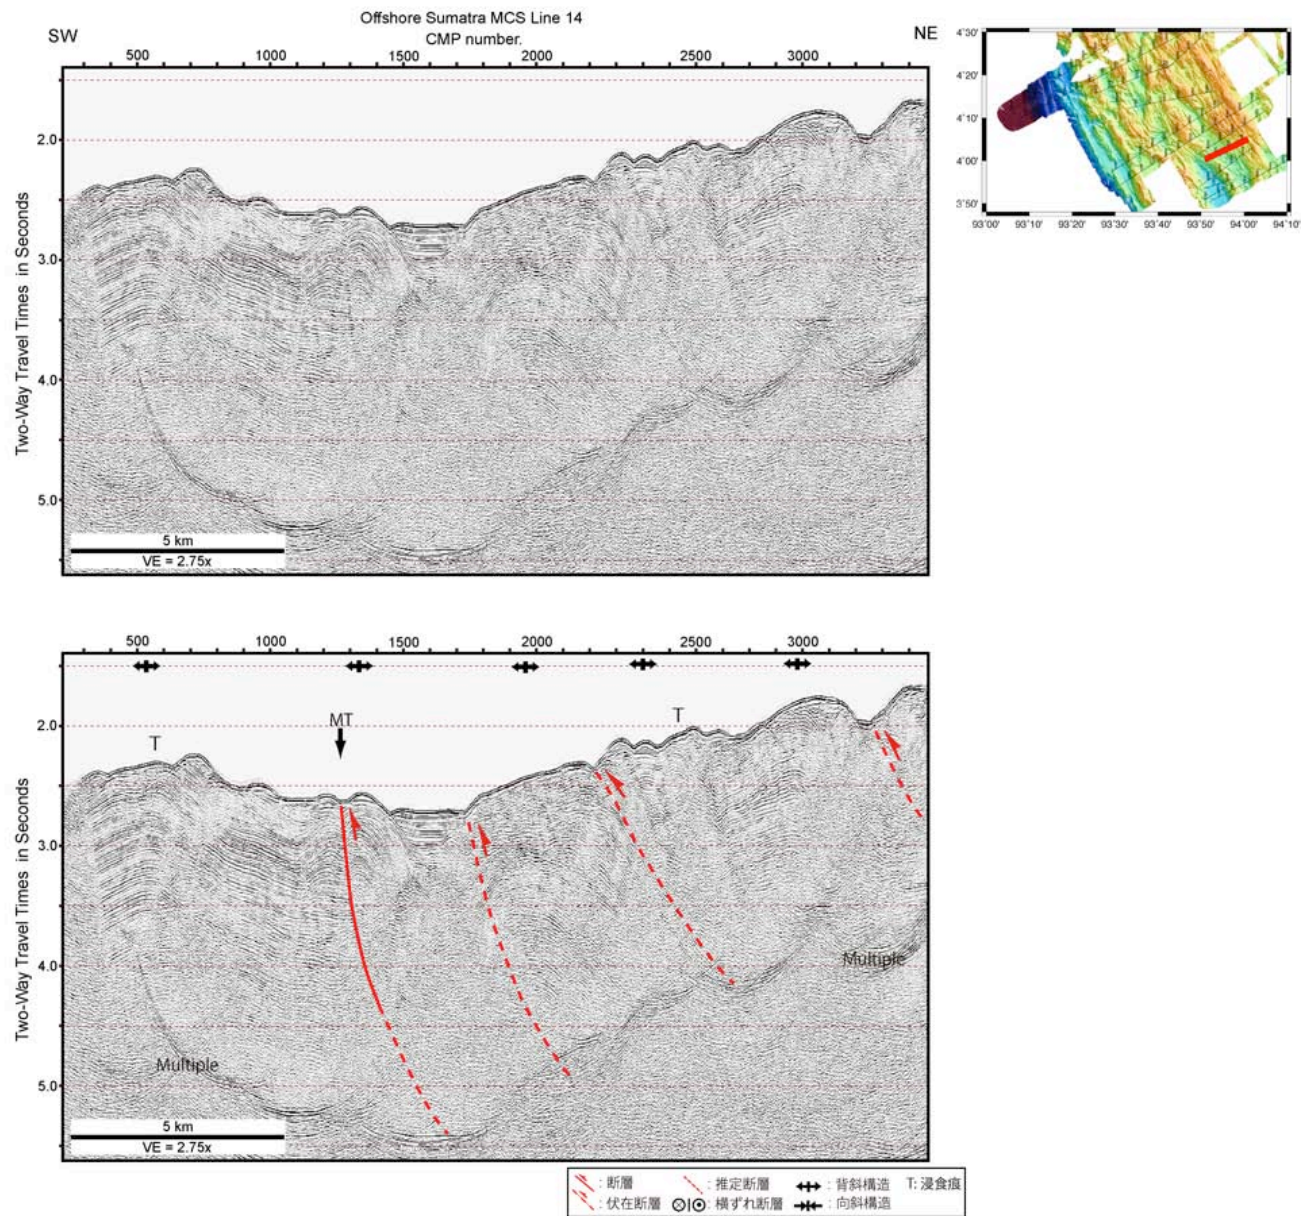 Offshore Sumatra MCS Line 14
SW
CMP number.
NE
500 1000 1500 2000 2500 3000
2.0
3.0
4.0
5.0
Two-Way Travel Times in Seconds
5 km
VE = 2.75x
4°30'
4°20'
4°10'
4°00'
3°50'
93°00' 93°10' 93°20' 93°30' 93°40' 93°50' 94°00' 94°10'
500 1000 1500 2000 2500 3000
T
MT
T
2.0
3.0
4.0
5.0
Two-Way Travel Times in Seconds
Multiple
Multiple
5 km
VE = 2.75x
: 断層 : 推定断層 : 背斜構造 T: 浸食痕
: 伏在断層 : 横ずれ断層 : 向斜構造